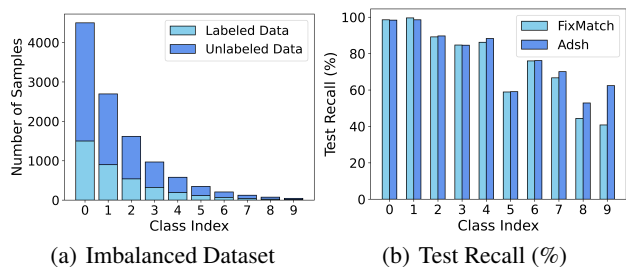 Number of Samples
4000
3000
2000
1000
0
Labeled Data
Unlabeled Data
0 1 2 3 4 5 6 7 8 9
Class Index
(a) Imbalanced Dataset
Test Recall (%)
100
80
60
40
20
0
FixMatch
Adsh
0 1 2 3 4 5 6 7 8 9
Class Index
(b) Test Recall (%)